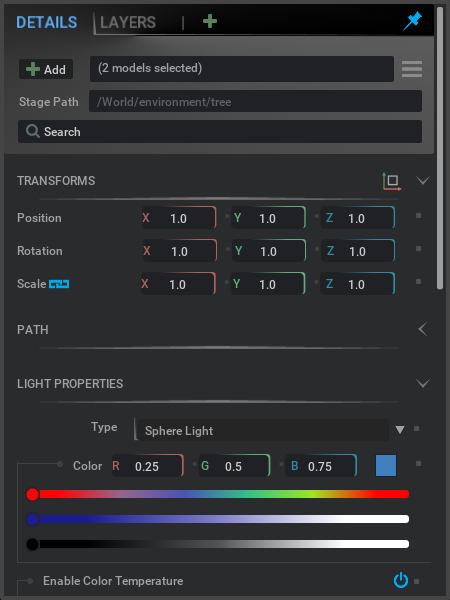 DETAILS LAYERS
Add (2 models selected)
Stage Path /World/environment/tree
Search
TRANSFORMS
Position X 1.0 Y 1.0 Z 1.0
Rotation X 1.0 Y 1.0 Z 1.0
Scale X 1.0 Y 1.0 Z 1.0
PATH
LIGHT PROPERTIES
Type Sphere Light
Color R 0.25 G 0.5 B 0.75
Enable Color Temperature